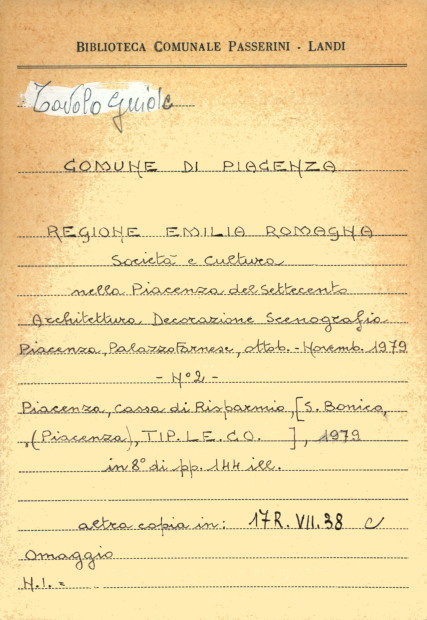 BIBLIOTECA COMUNALE PASSERINI - LANDI
Tavolo Guide
COMUNE DI PIACENZA
REGIONE EMILIA ROMAGNA
Società e Cultura
nella Piacenza del Settecento
Architettura Decorazione Scenografia
Piacenza, Palazzo Farnese, ottob. - Novemb. 1979
- N° 2 -
Piacenza, Cassa di Risparmio, [S. Bonico,
,(Piacenza), TIP.LE.CO. ], 1979
in 8° di pp. 144 ill.
altra copia in: 17R. VII. 38 C
Omaggio
N.I. =